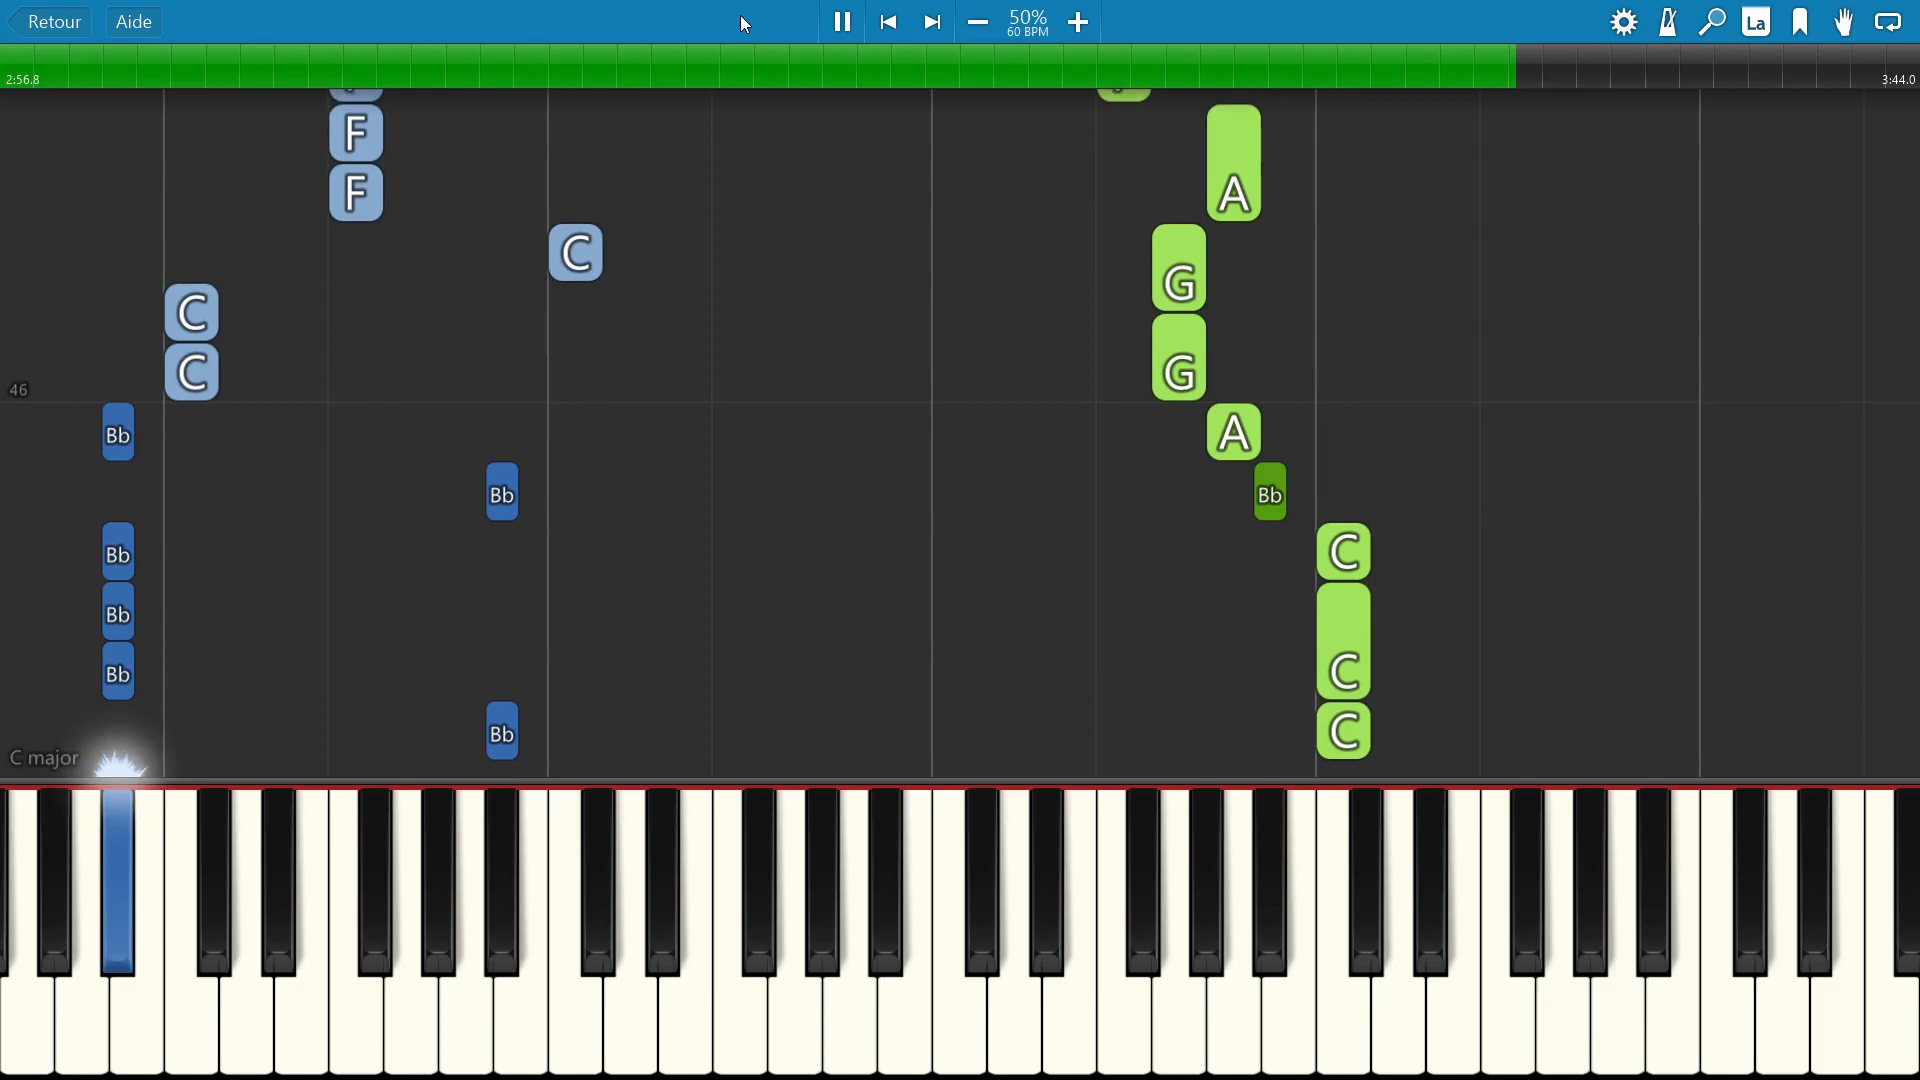 Retour Aide 50% La
60 BPM
2:56.8 3:44.0
F
F A
C G
C
C G
46
Bb A
Bb Bb
Bb C
Bb
Bb C
Bb C
C major